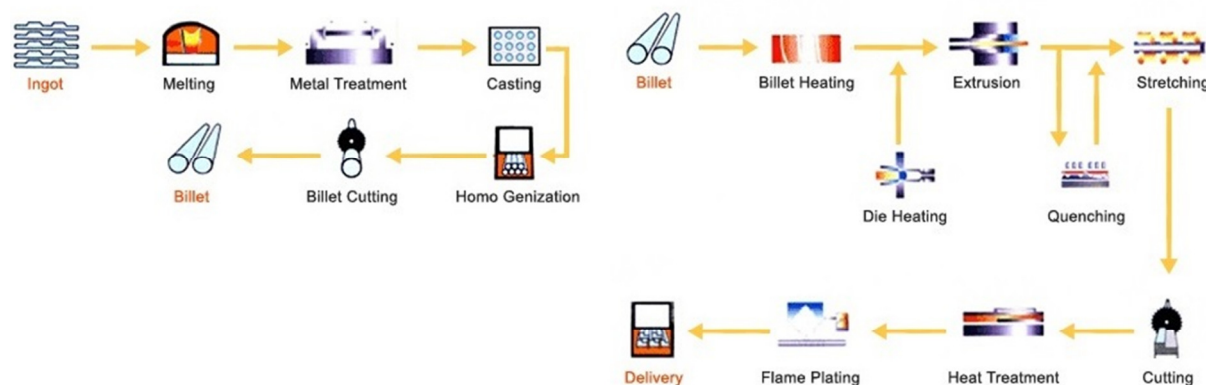 Ingot
Melting
Metal Treatment
Casting
Billet
Billet Cutting
Homo Genization
Billet
Billet Heating
Extrusion
Stretching
Die Heating
Quenching
Delivery
Flame Plating
Heat Treatment
Cutting